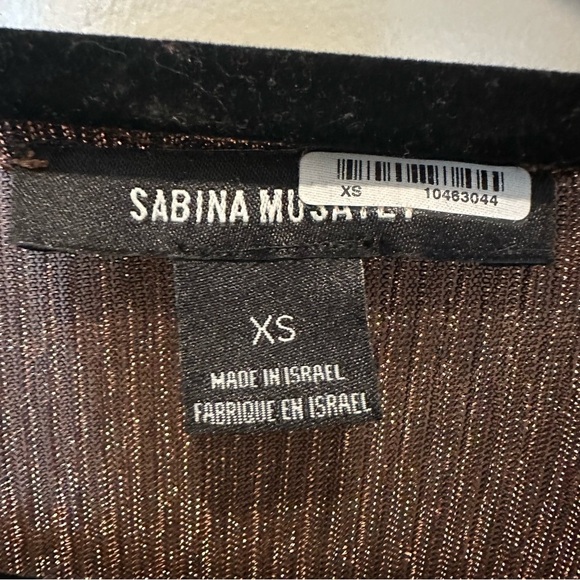 XS 10463044
SABINA
XS
MADE IN ISRAEL
FABRIQUE EN ISRAEL